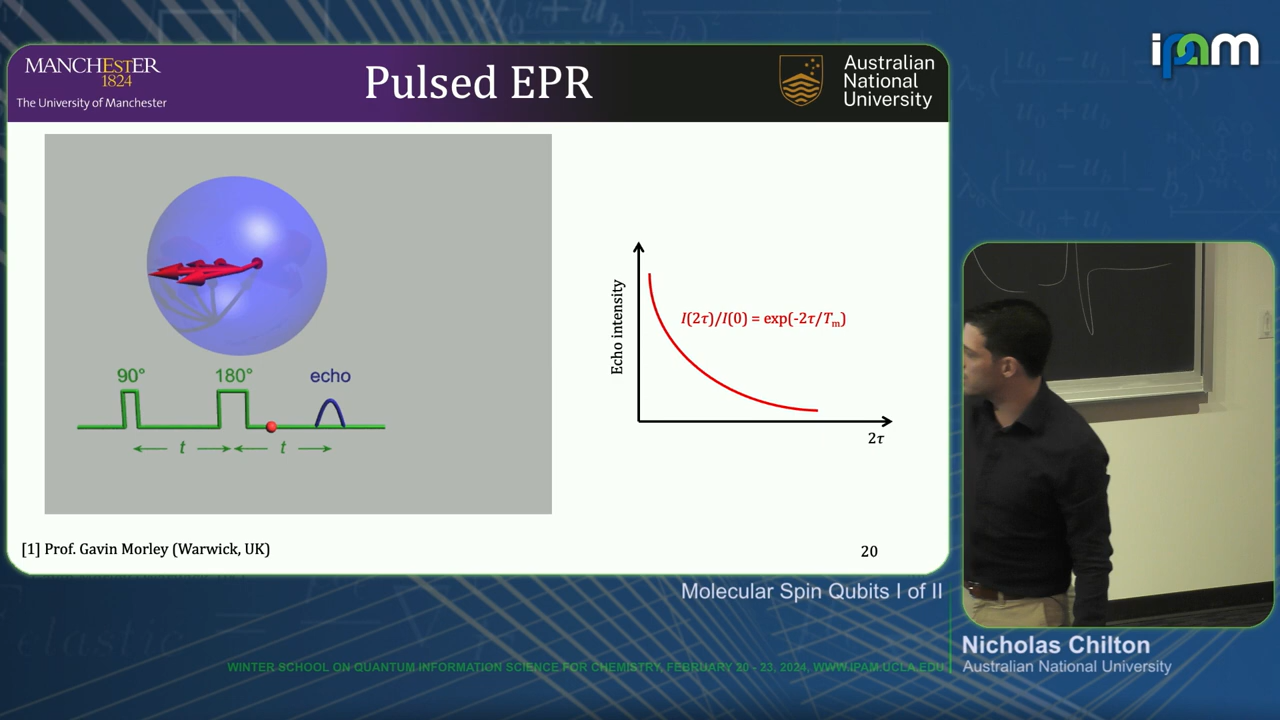 MANCHESTER
1824
The University of Manchester
Pulsed EPR
Australian
National
University
ipam
90°
180°
echo
t
t
Echo intensity
I(2τ)/I(0) = exp(-2τ/Tm)
2τ
[1] Prof. Gavin Morley (Warwick, UK)
20
Molecular Spin Qubits I of II
Nicholas Chilton
Australian National University
WINTER SCHOOL ON QUANTUM INFORMATION SCIENCE FOR CHEMISTRY, FEBRUARY 20 - 23, 2024, WWW.IPAM.UCLA.EDU
elastic